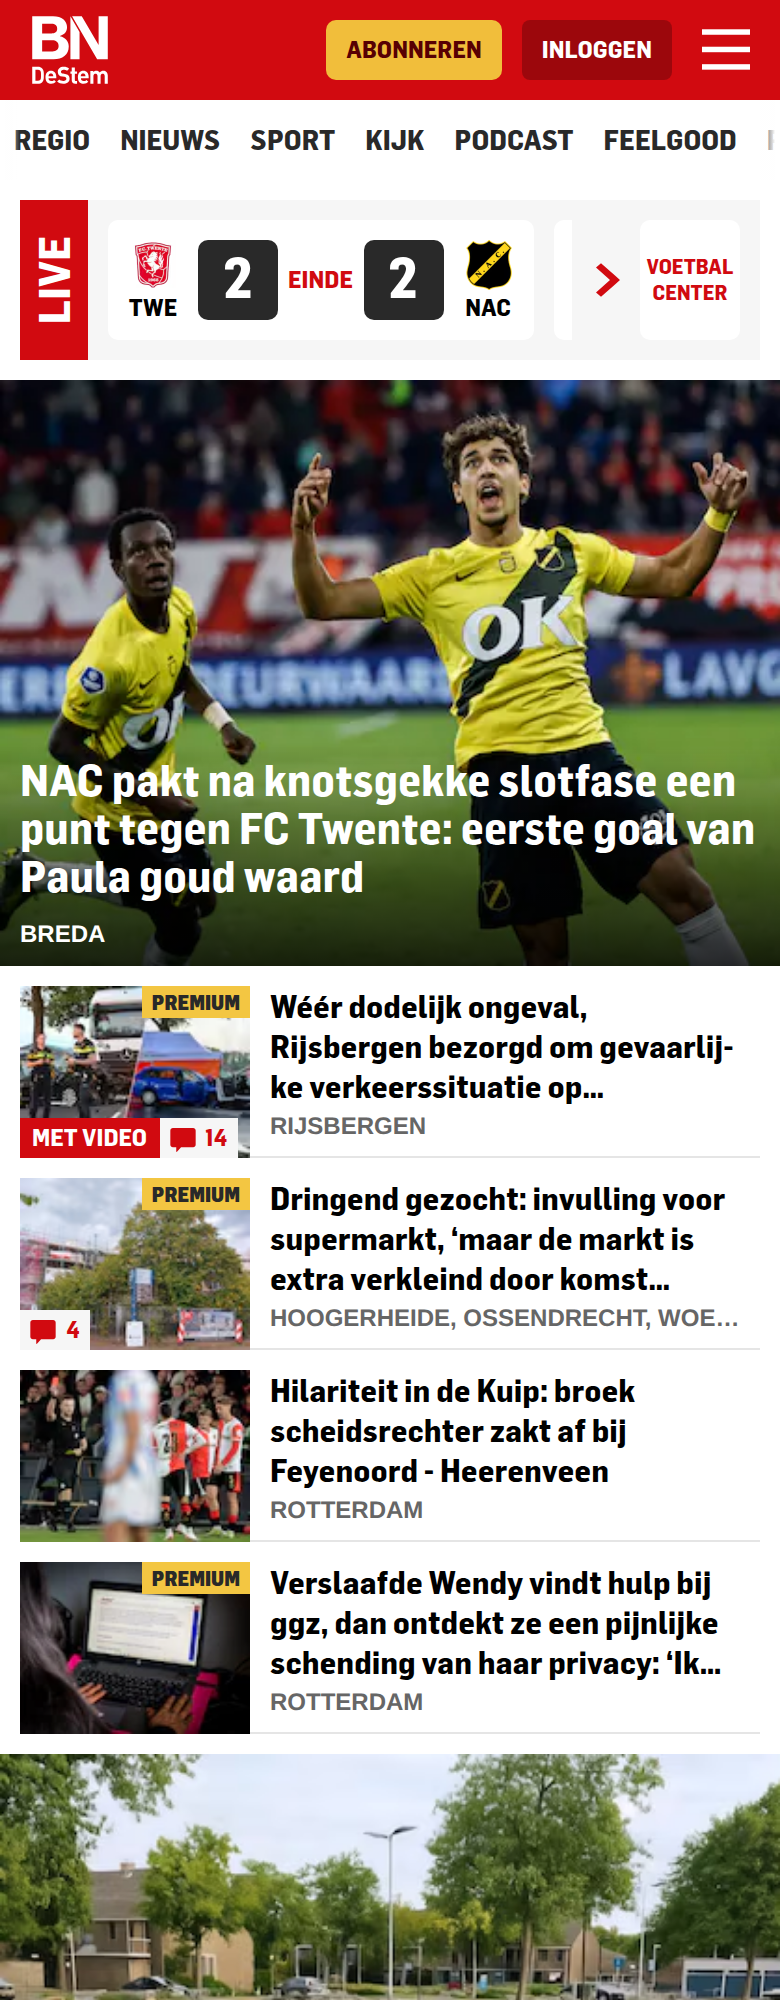 BN
DeStem
ABONNEREN
INLOGGEN
REGIO NIEUWS SPORT KIJK PODCAST FEELGOOD
LIVE
TWE
2
EINDE
2
NAC
VOETBAL
CENTER
OK
LAVO
NAC pakt na knotsgekke slotfase een
punt tegen FC Twente: eerste goal van
Paula goud waard
BREDA
PREMIUM
MET VIDEO
14
Wéér dodelijk ongeval,
Rijsbergen bezorgd om gevaarlij-
ke verkeerssituatie op...
RIJSBERGEN
PREMIUM
4
Dringend gezocht: invulling voor
supermarkt, ‘maar de markt is
extra verkleind door komst...
HOOGERHEIDE, OSSENDRECHT, WOE...
Hilariteit in de Kuip: broek
scheidsrechter zakt af bij
Feyenoord - Heerenveen
ROTTERDAM
PREMIUM
Verslaafde Wendy vindt hulp bij
ggz, dan ontdekt ze een pijnlijke
schending van haar privacy: ‘Ik...
ROTTERDAM